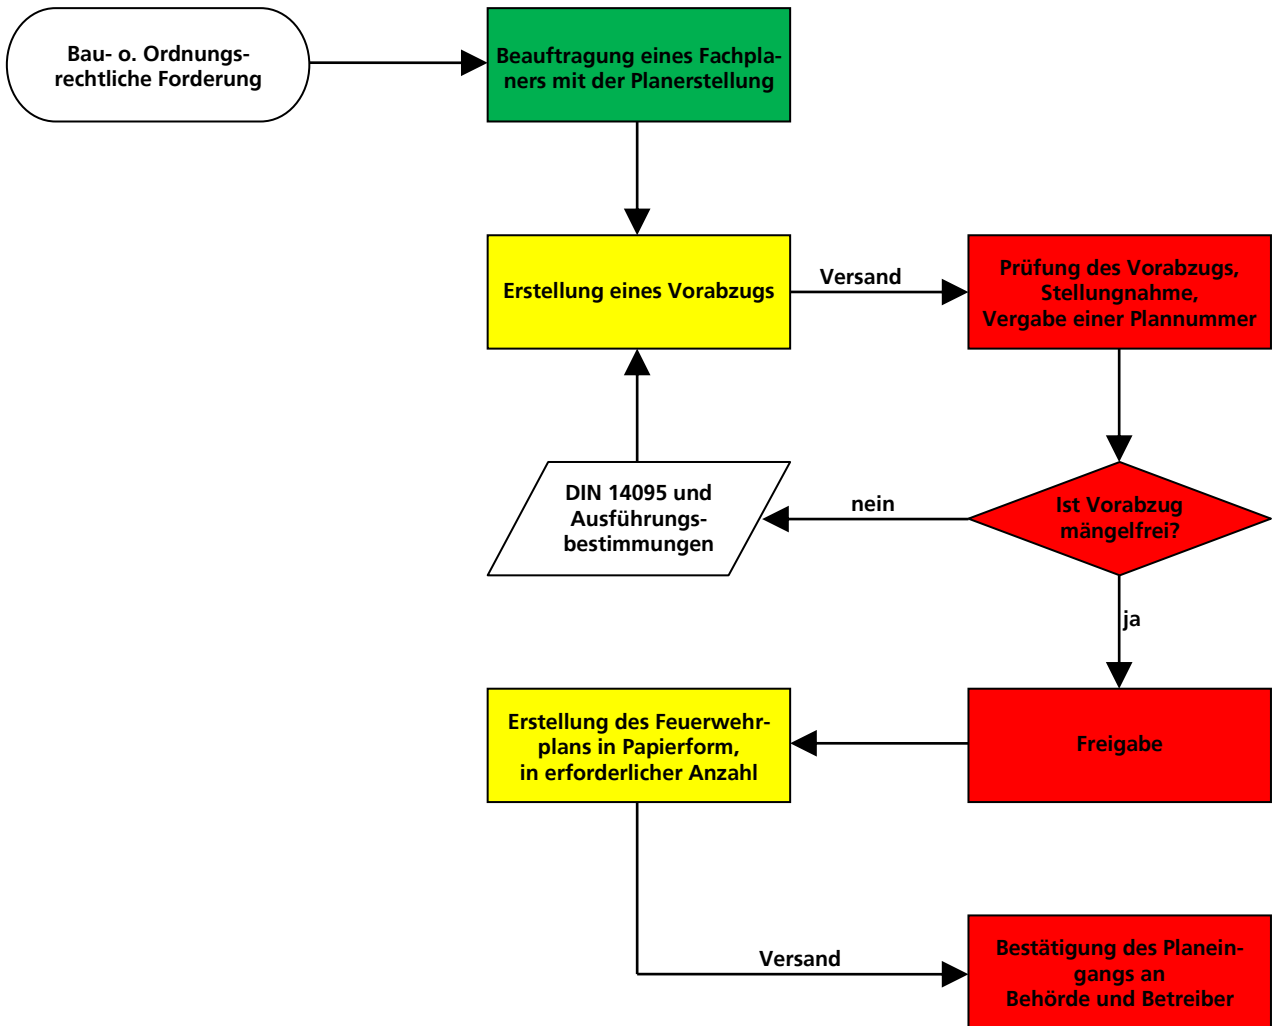 Bau- o. Ordnungs-
rechtliche Forderung
Beauftragung eines Fachpla-
ners mit der Planerstellung
Erstellung eines Vorabzugs
Versand
Prüfung des Vorabzugs,
Stellungnahme,
Vergabe einer Plannummer
DIN 14095 und
Ausführungs-
bestimmungen
nein
Ist Vorabzug
mängelfrei?
ja
Erstellung des Feuerwehr-
plans in Papierform,
in erforderlicher Anzahl
Freigabe
Versand
Bestätigung des Planein-
gangs an
Behörde und Betreiber